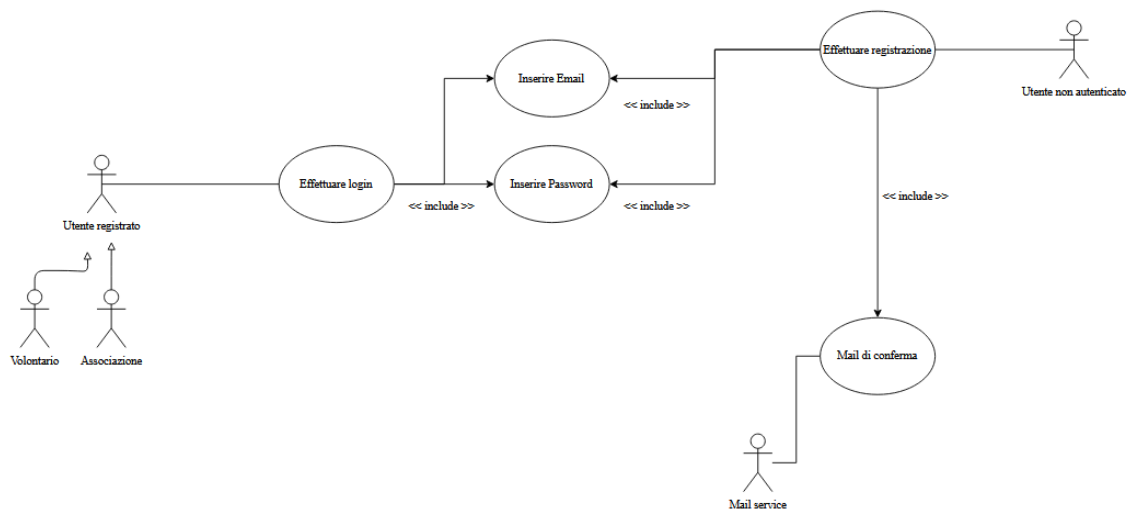 Effettuare registrazione
Inserire Email
Utente non autenticato
<< include >>
Effettuare login
Inserire Password
<< include >>
<< include >>
<< include >>
Utente registrato
Volontario
Associazione
Mail di conferma
Mail service